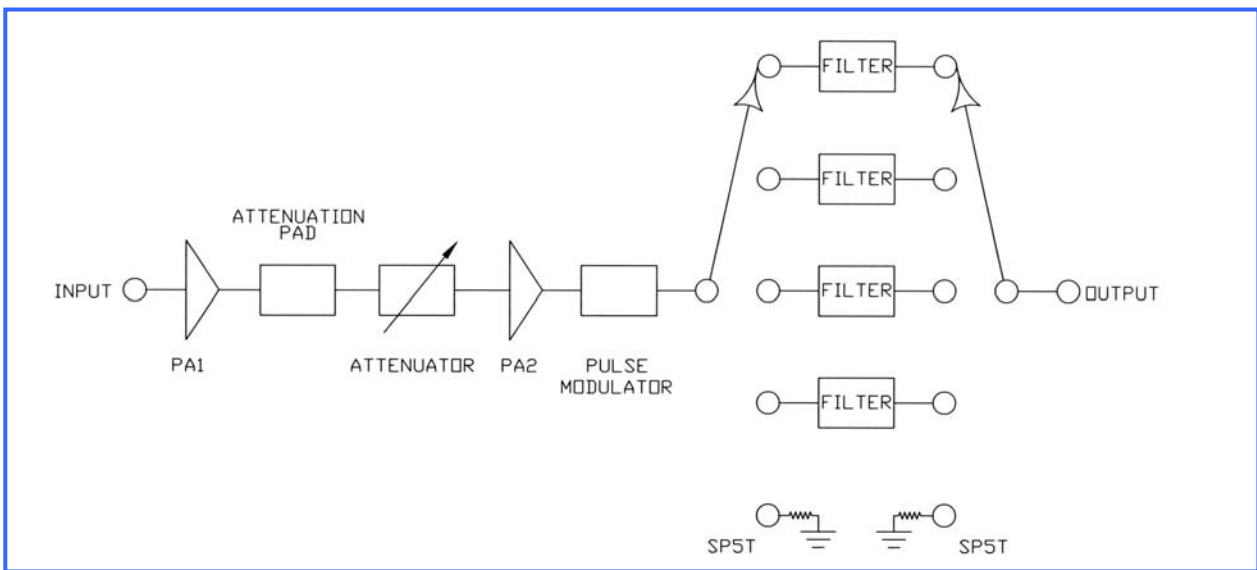 FILTER
FILTER
ATTENUATION
PAD
INPUT
FILTER
OUTPUT
PA1
ATTENUATOR
PA2
PULSE
MODULATOR
FILTER
SP5T
SP5T